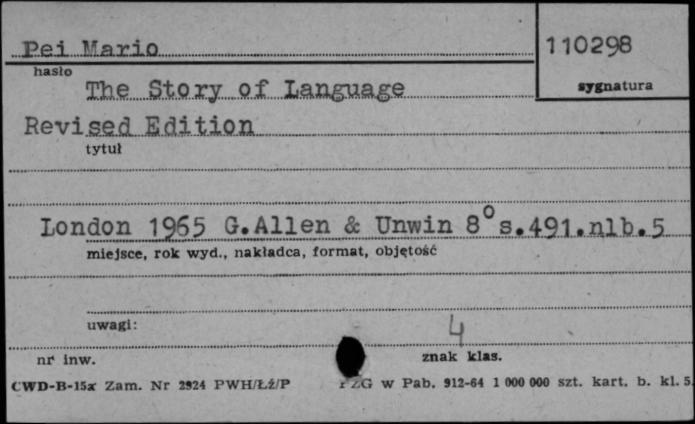 Pei Mario
110298
hasło
sygnatura
The Story of Language
Revised Edition
tytuł
London 1965 G.Allen & Unwin 8° s.491.nlb.5
miejsce, rok wyd., nakładca, format, objętość
uwagi:
4
nr inw.
znak klas.
CWD-B-15x Zam. Nr 2924 PWH/Łż/P
PZG w Pab. 912-64 1 000 000 szt. kart. b. kl. 5.